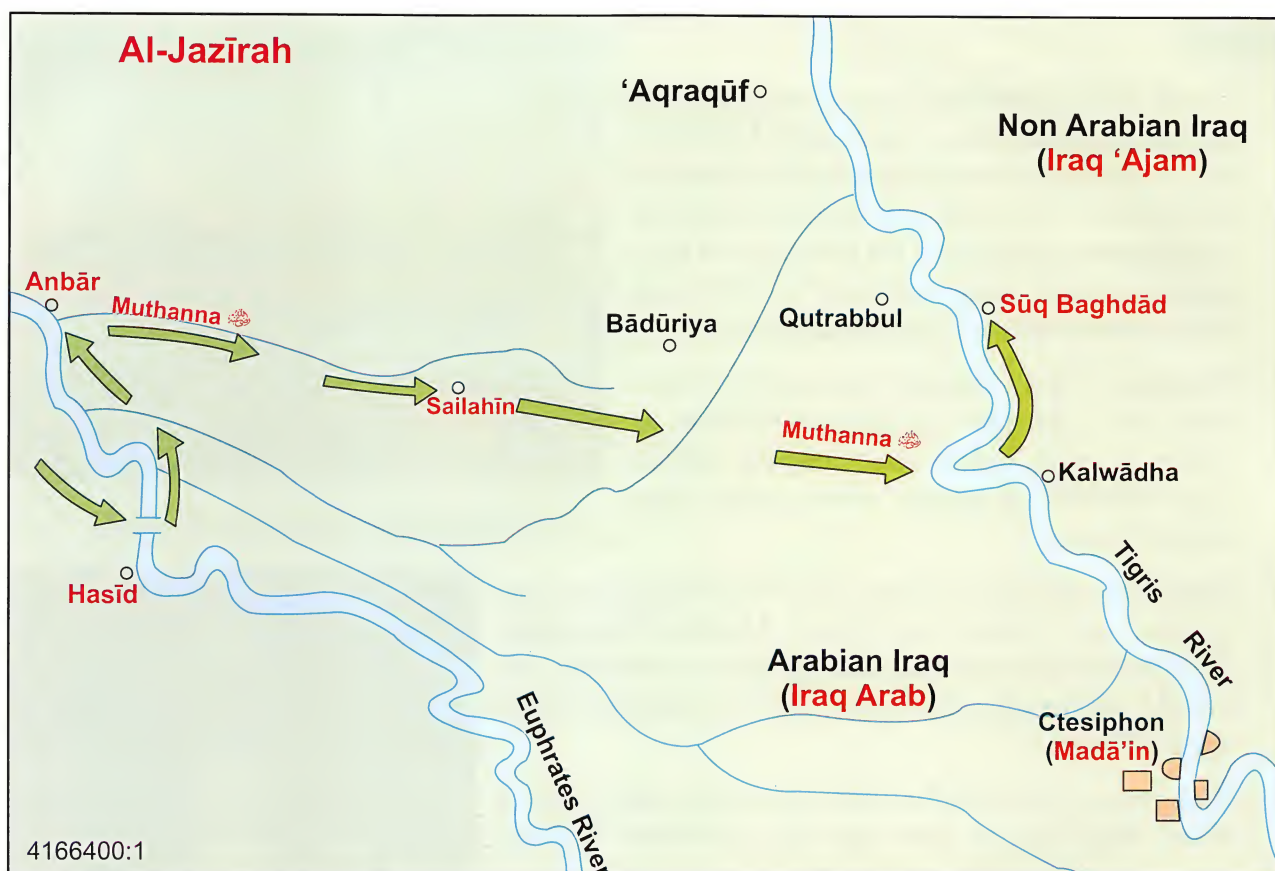 Al-Jazīrah
‘Aqraqūf
Non Arabian Iraq
(Iraq ‘Ajam)
Anbār
Muthanna
Bādūriya
Qutrabbul
Sūq Baghdād
Sailahīn
Muthanna
Kalwādha
Hasīd
Tigris
River
Arabian Iraq
(Iraq Arab)
Euphrates River
Ctesiphon
(Madā’in)
4166400:1